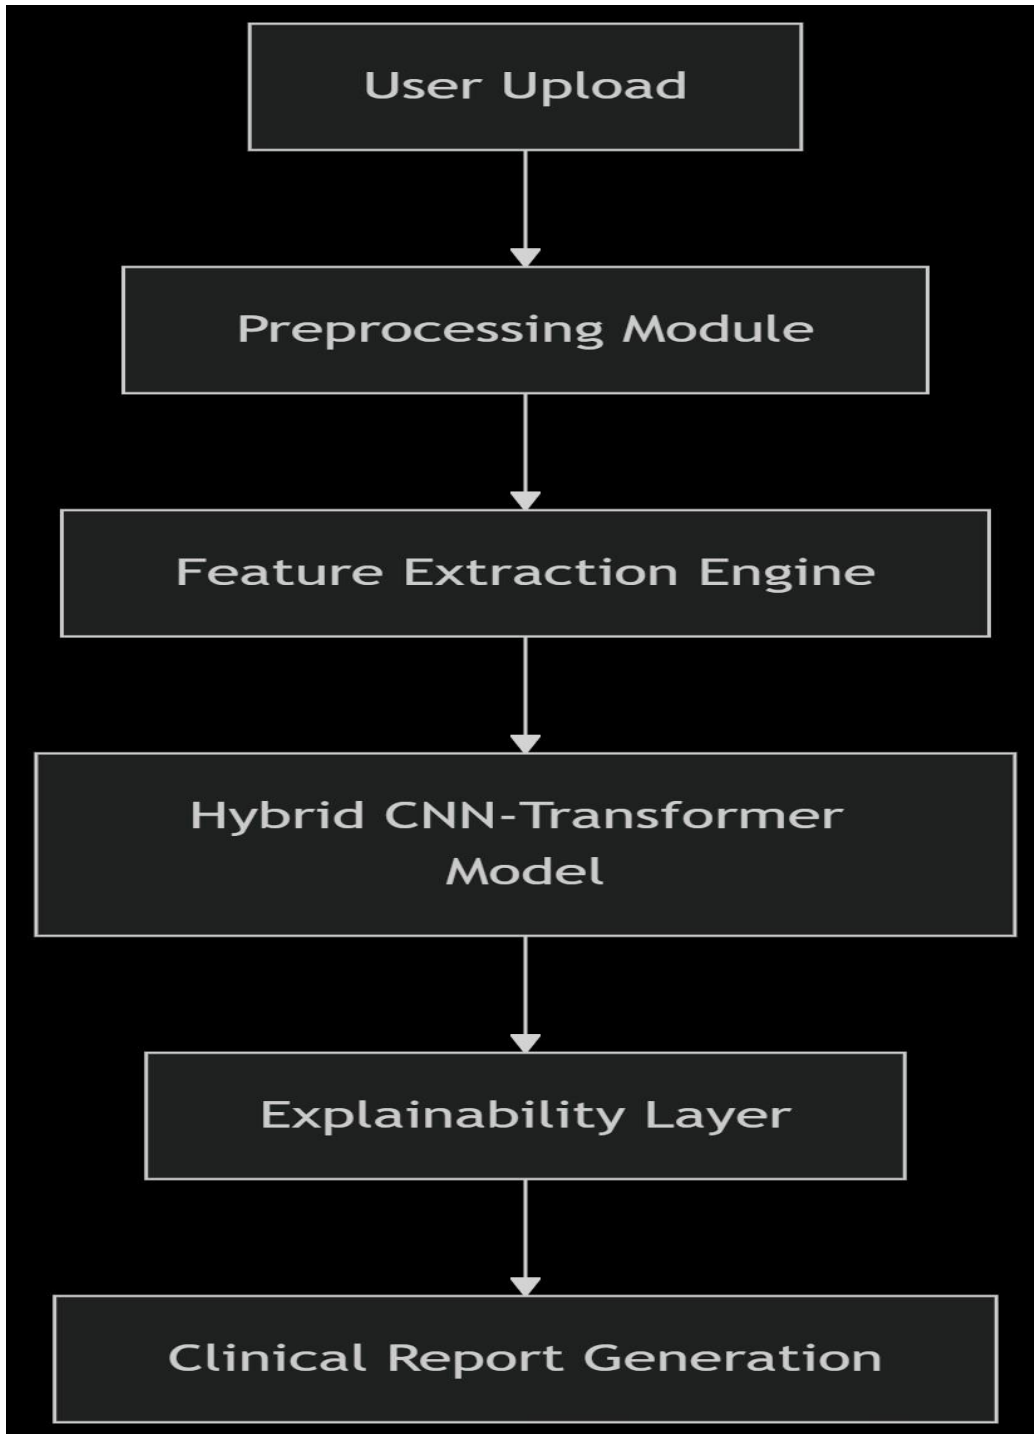 User Upload
Preprocessing Module
Feature Extraction Engine
Hybrid CNN-Transformer
Model
Explainability Layer
Clinical Report Generation